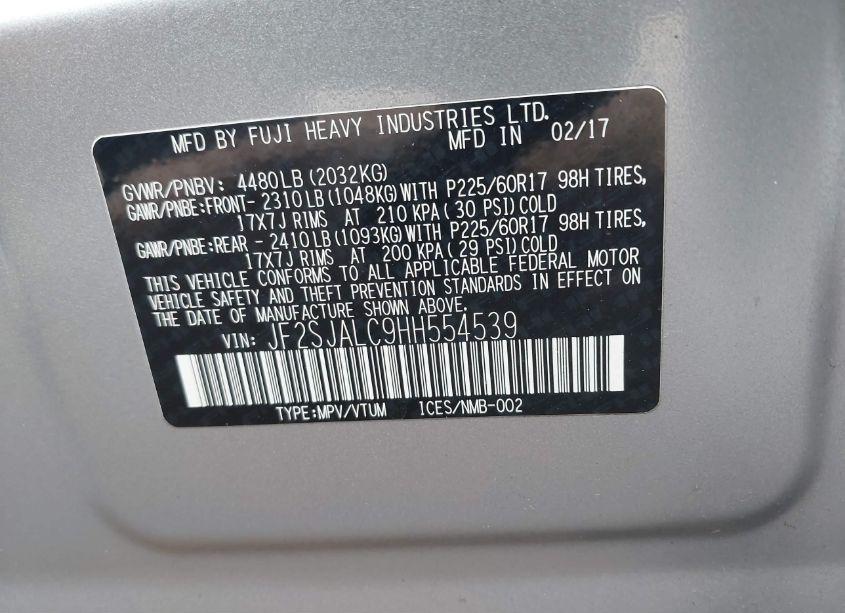 MFD BY FUJI HEAVY INDUSTRIES LTD.
MFD IN 02/17
GVWR/PNBV: 4480LB(2032KG)
GAWR/PNBE:FRONT- 2310LB(1048KG)WITH P225/60R17 98H TIRES,
17X7J RIMS AT 210 KPA( 30 PSI)COLD
GAWR/PNBE:REAR - 2410LB(1093KG)WITH P225/60R17 98H TIRES,
17X7J RIMS AT 200 KPA( 29 PSI)COLD
THIS VEHICLE CONFORMS TO ALL APPLICABLE FEDERAL MOTOR
VEHICLE SAFETY AND THEFT PREVENTION STANDARDS IN EFFECT ON
THE DATE OF MANUFACTURE SHOWN ABOVE.
VIN: JF2SJALC9HH554539
TYPE:MPV/VTUM ICES/NMB-002